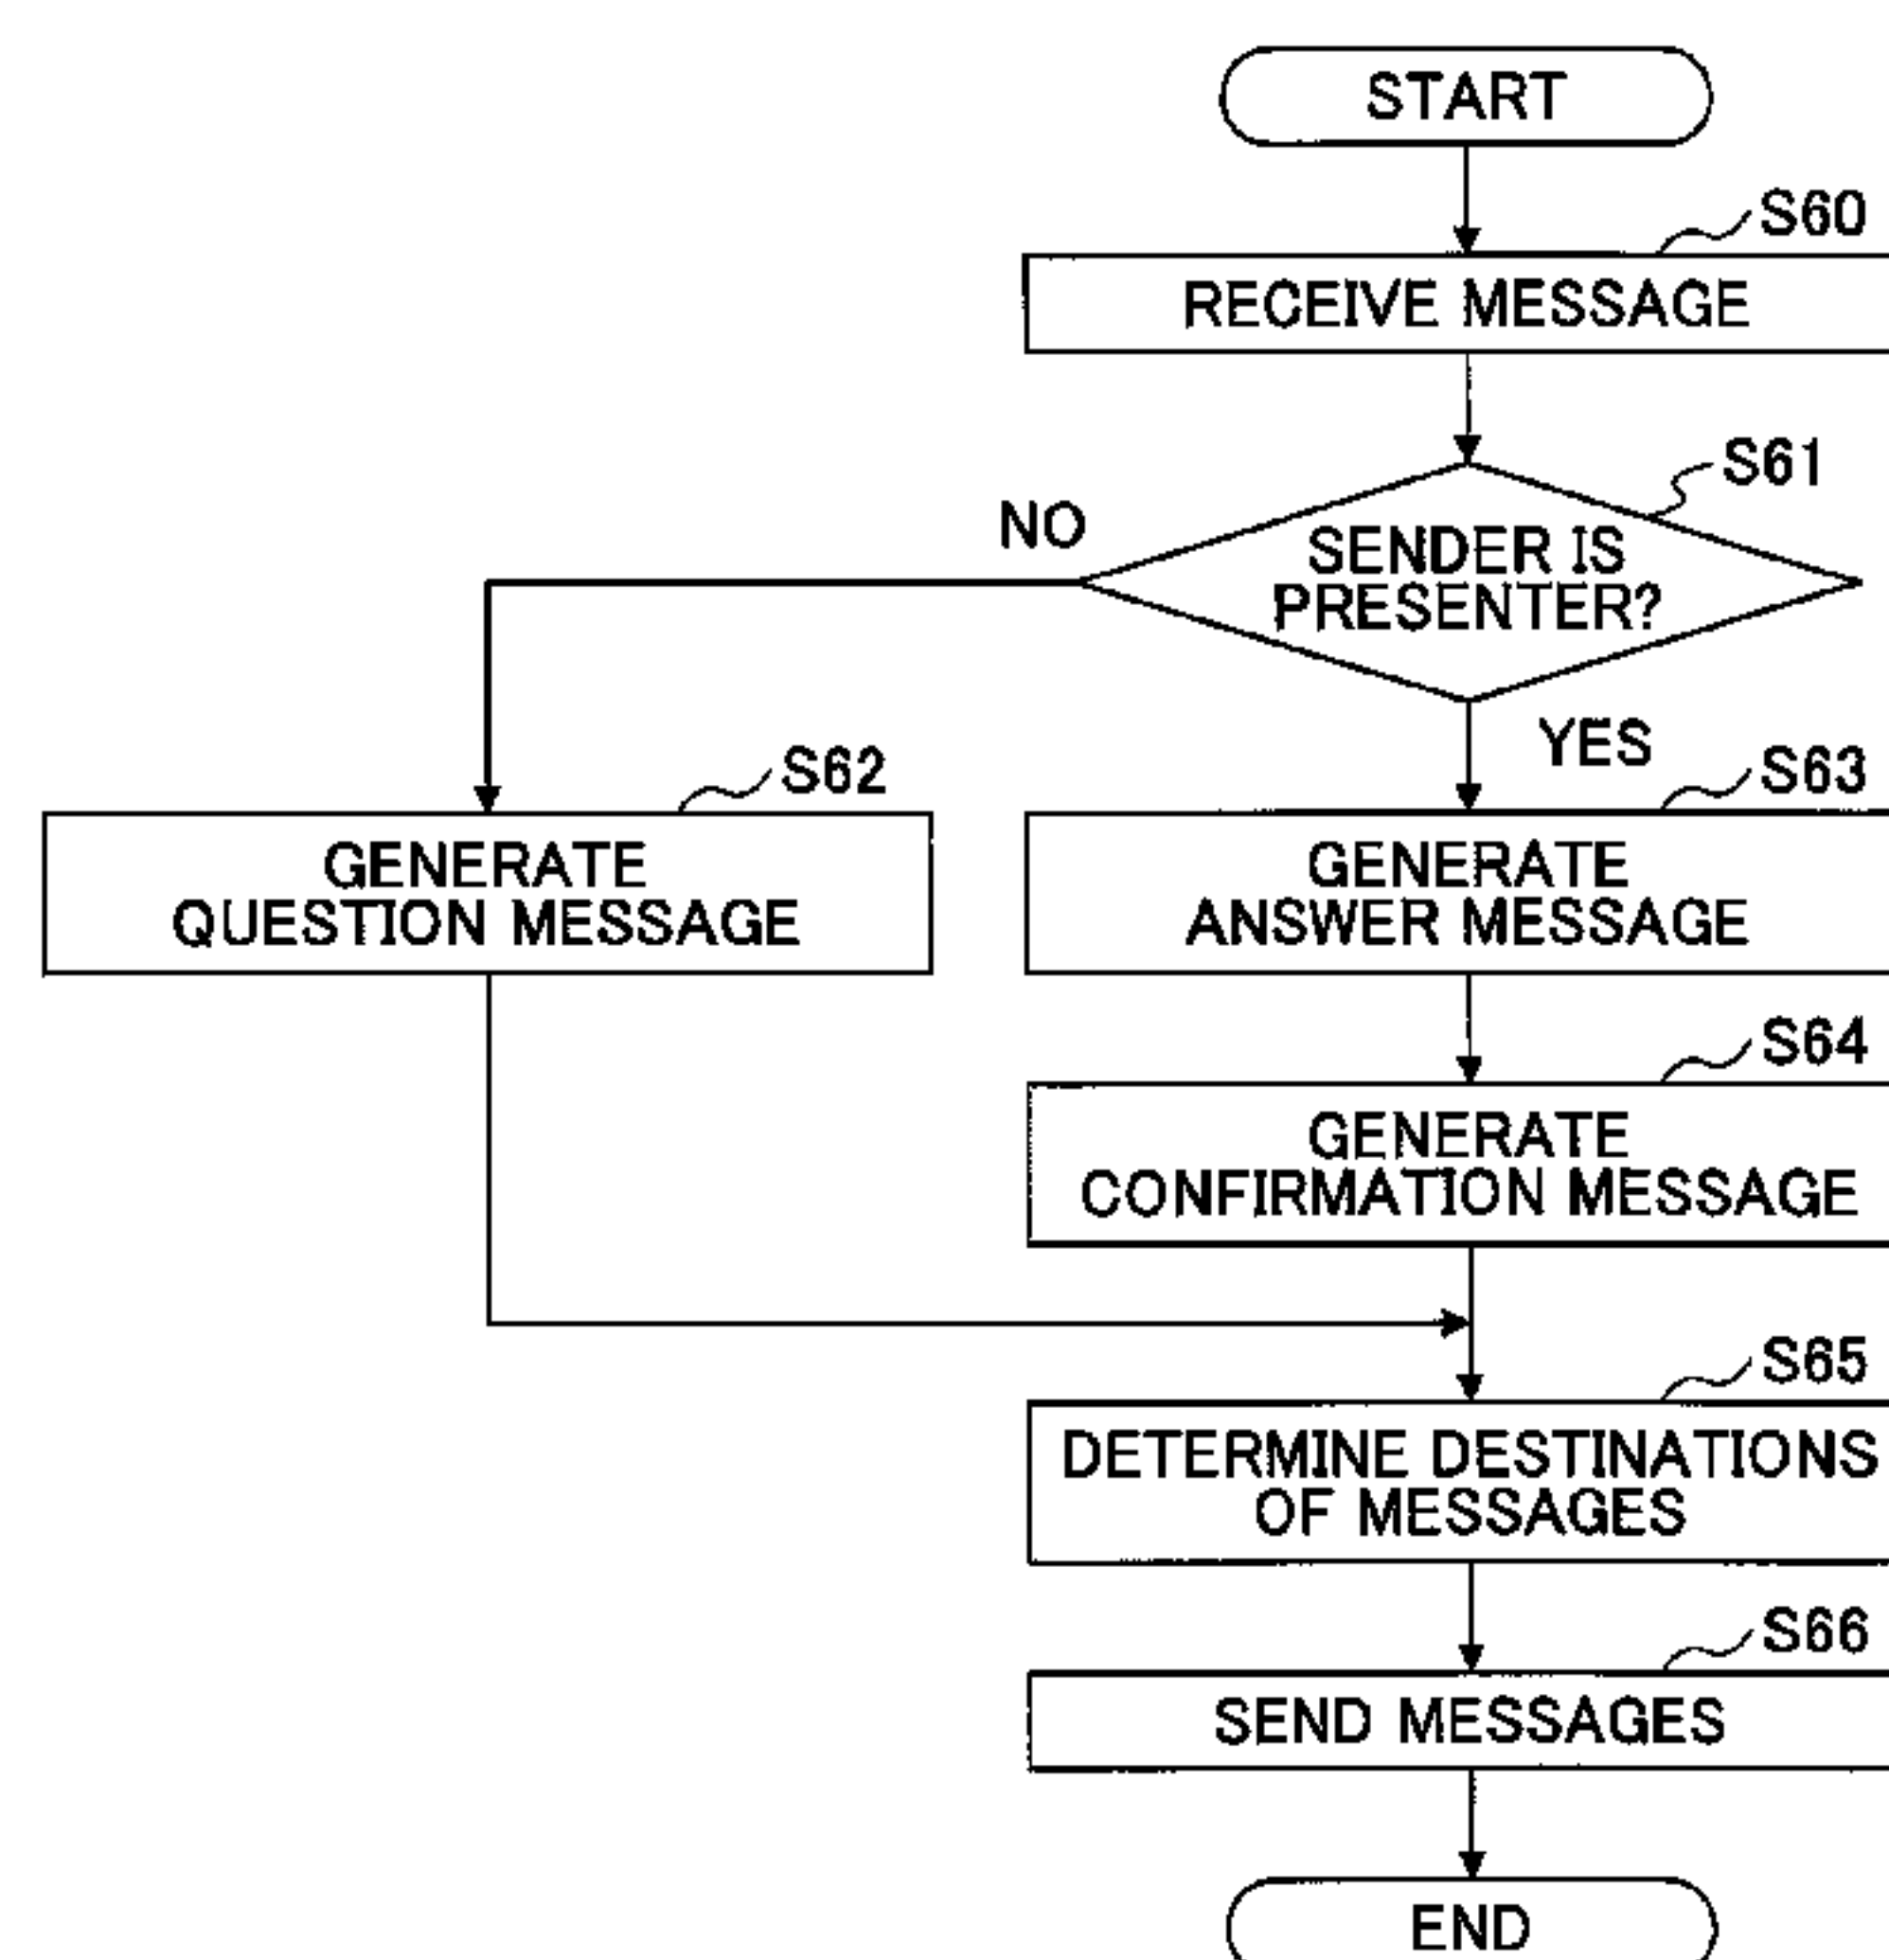 START
S60
RECEIVE MESSAGE
S61
NO
SENDER IS
PRESENTER?
YES
S62
GENERATE
QUESTION MESSAGE
S63
GENERATE
ANSWER MESSAGE
S64
GENERATE
CONFIRMATION MESSAGE
S65
DETERMINE DESTINATIONS
OF MESSAGES
S66
SEND MESSAGES
END